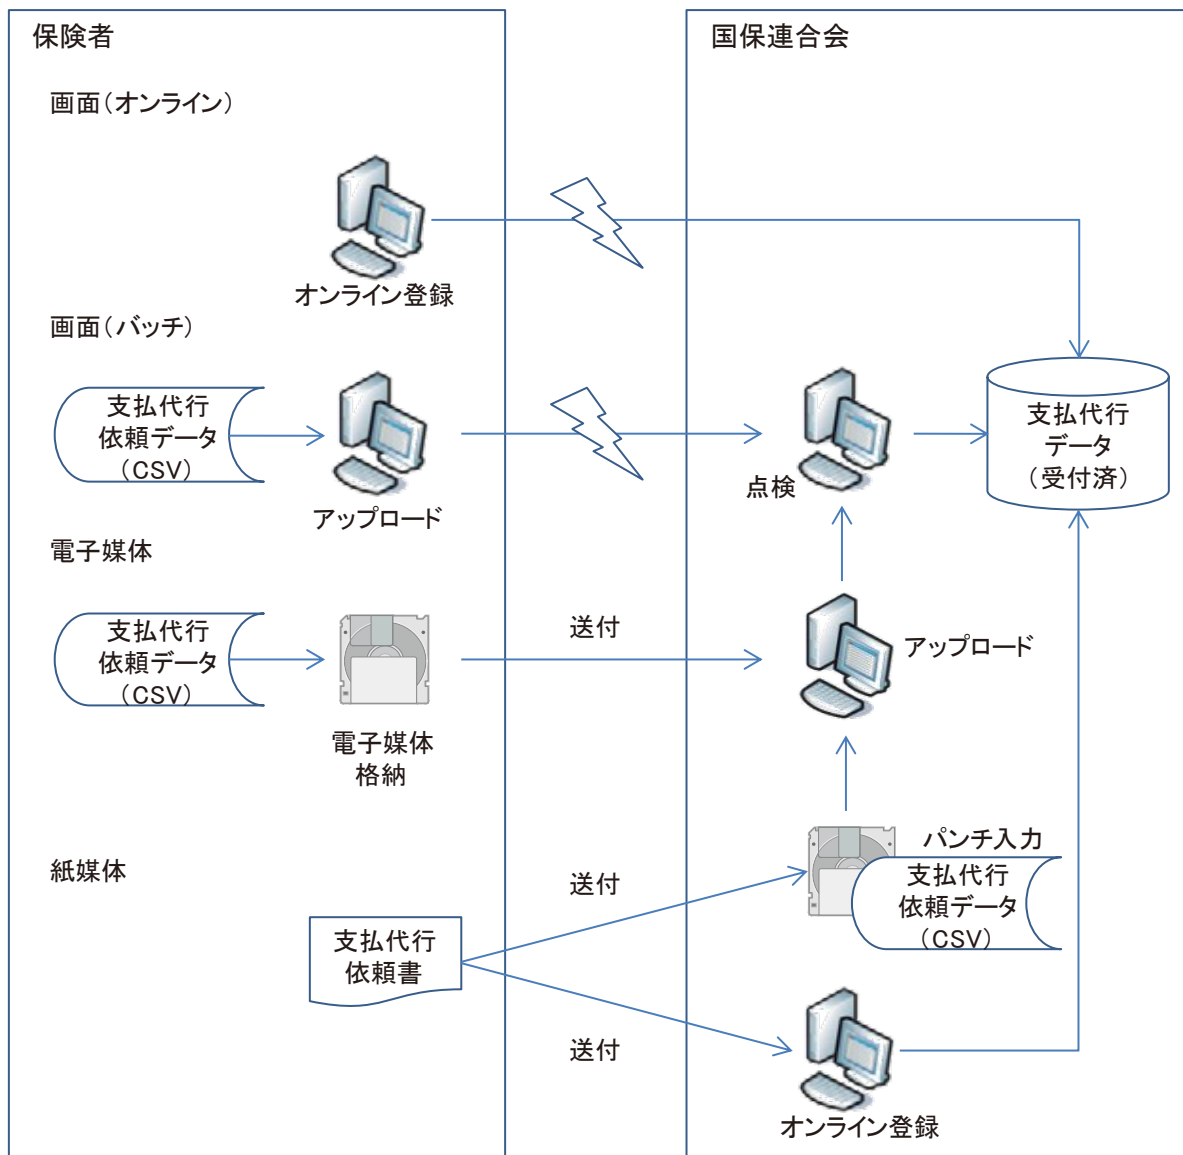 保険者
国保連合会
画面（オンライン）
オンライン登録
画面（バッチ）
支払代行
依頼データ
（CSV）
アップロード
点検
支払代行
データ
（受付済）
電子媒体
支払代行
依頼データ
（CSV）
電子媒体
格納
送付
アップロード
紙媒体
支払代行
依頼書
送付
パンチ入力
支払代行
依頼データ
（CSV）
送付
オンライン登録